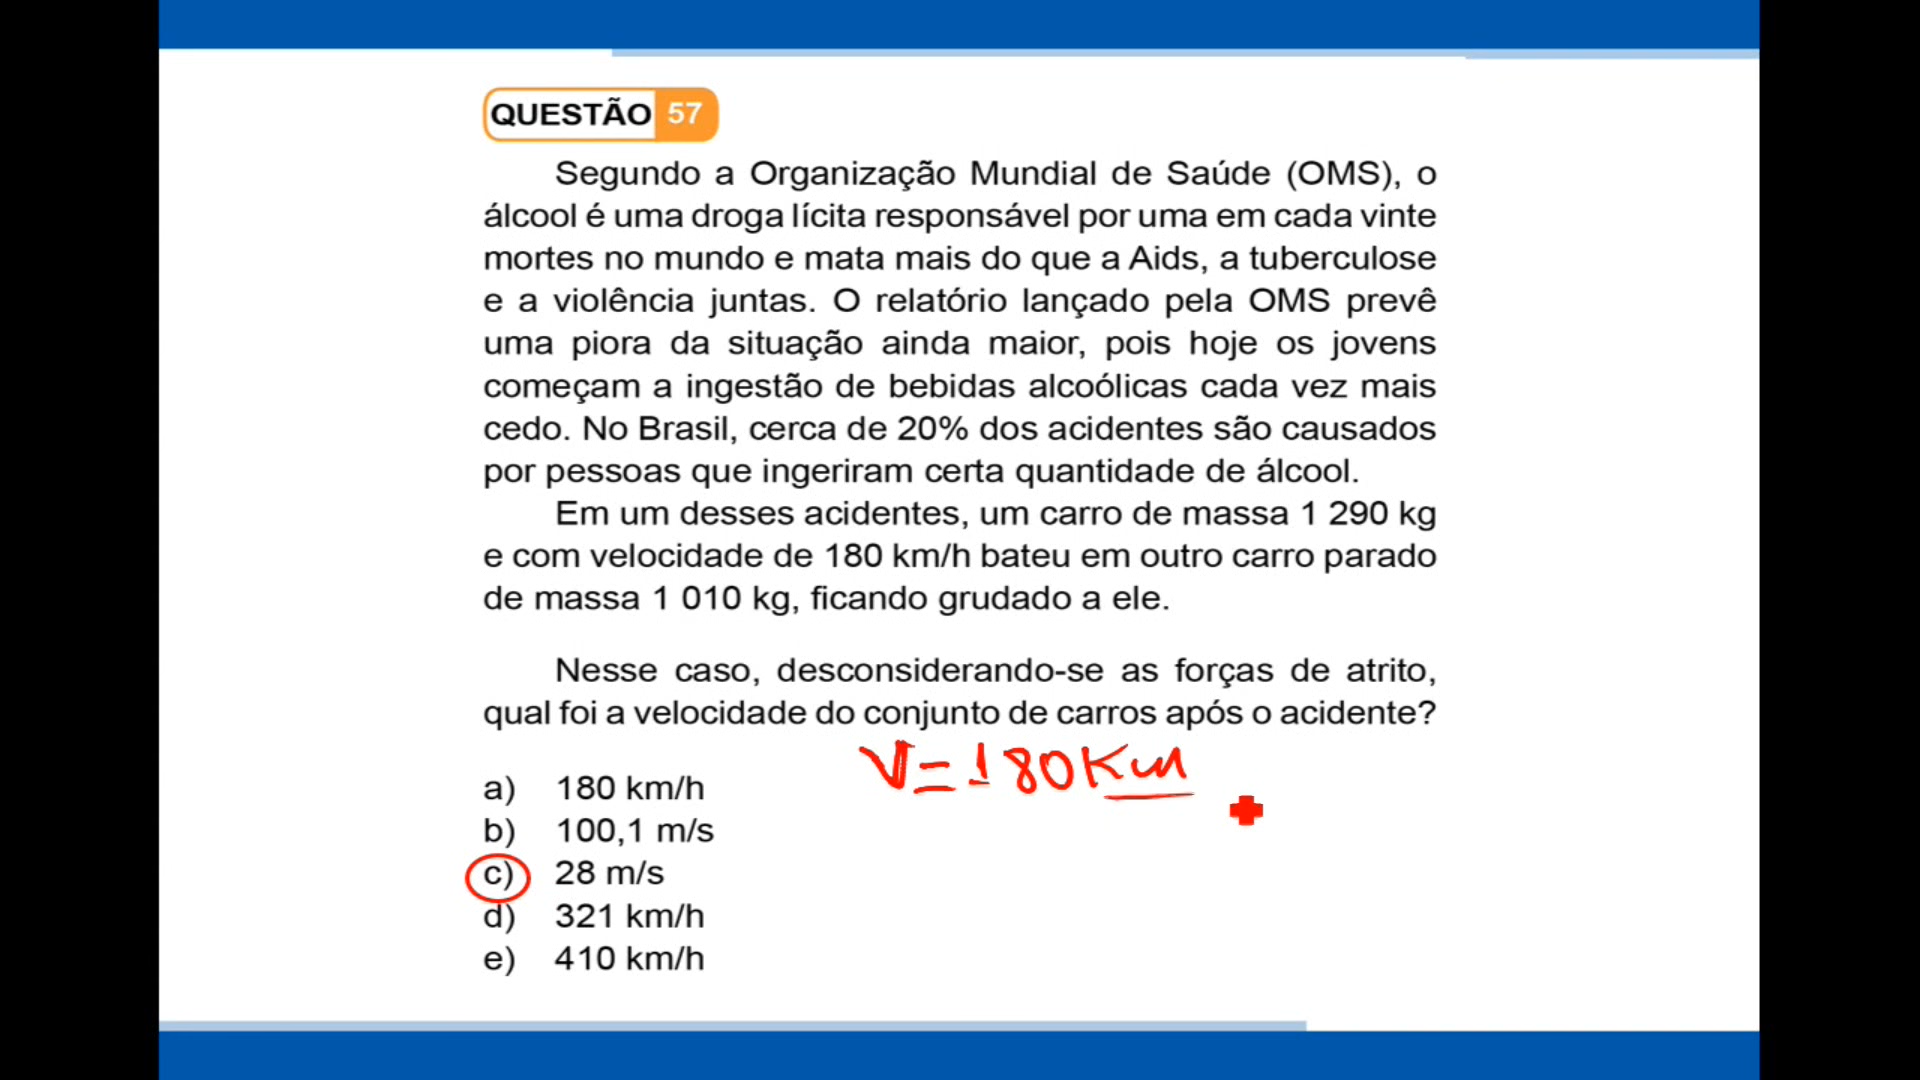 QUESTÃO 57
Segundo a Organização Mundial de Saúde (OMS), o
álcool é uma droga lícita responsável por uma em cada vinte
mortes no mundo e mata mais do que a Aids, a tuberculose
e a violência juntas. O relatório lançado pela OMS prevê
uma piora da situação ainda maior, pois hoje os jovens
começam a ingestão de bebidas alcoólicas cada vez mais
cedo. No Brasil, cerca de 20% dos acidentes são causados
por pessoas que ingeriram certa quantidade de álcool.
Em um desses acidentes, um carro de massa 1 290 kg
e com velocidade de 180 km/h bateu em outro carro parado
de massa 1 010 kg, ficando grudado a ele.
Nesse caso, desconsiderando-se as forças de atrito,
qual foi a velocidade do conjunto de carros após o acidente?
V=180Km
a) 180 km/h
b) 100,1 m/s
c) 28 m/s
d) 321 km/h
e) 410 km/h